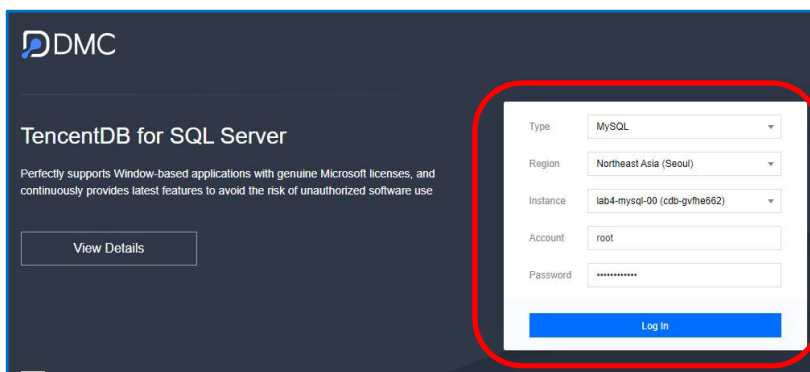 DMC
TencentDB for SQL Server
Perfectly supports Window-based applications with genuine Microsoft licenses, and
continuously provides latest features to avoid the risk of unauthorized software use
View Details
Type MySQL
Region Northeast Asia (Seoul)
Instance lab4-mysql-00 (cdb-gvfhe662)
Account root
Password ••••••••••••
Log In